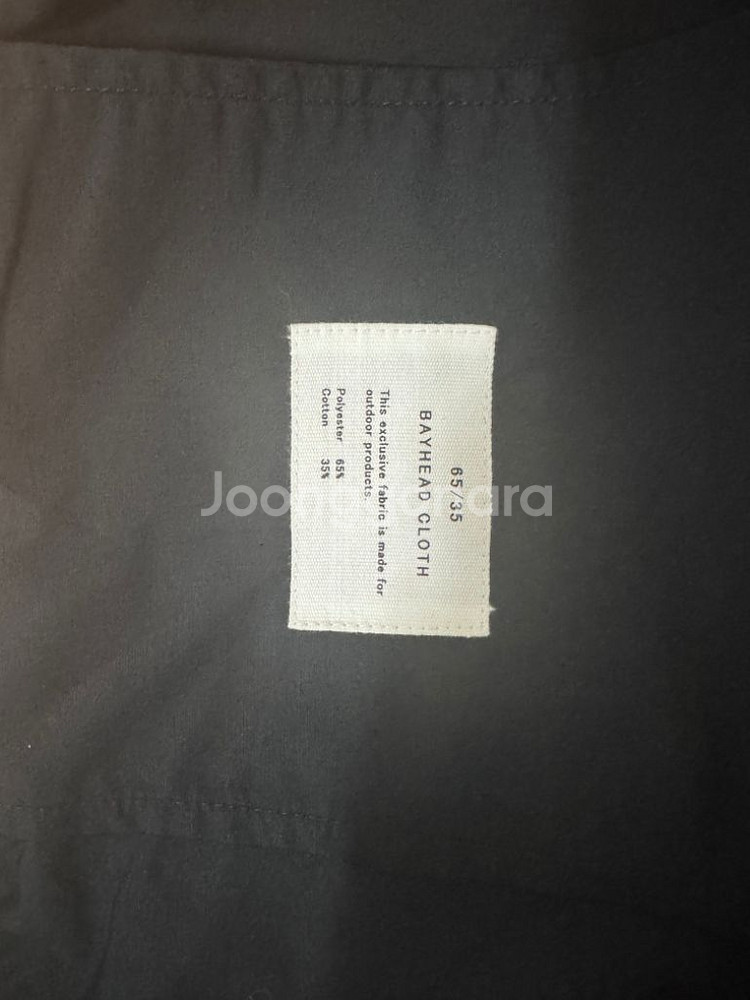 65/35
BAYHEAD CLOTH
This exclusive fabric is made for
outdoor products.
Polyester 65%
Cotton 35%